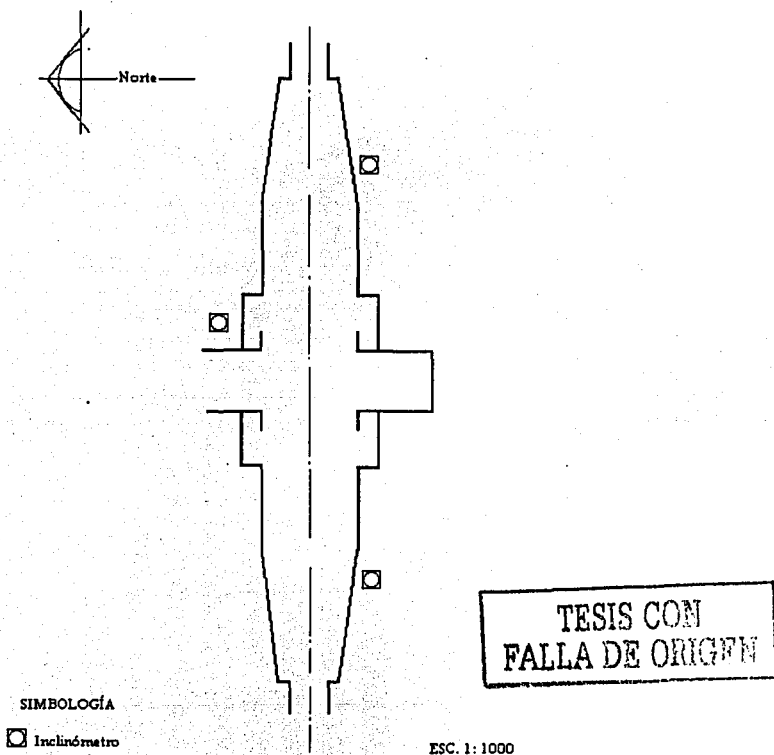 Norte
TESIS CON
FALLA DE ORIGEN
SIMBOLOGÍA
Inclinómetro
ESC. 1: 1000